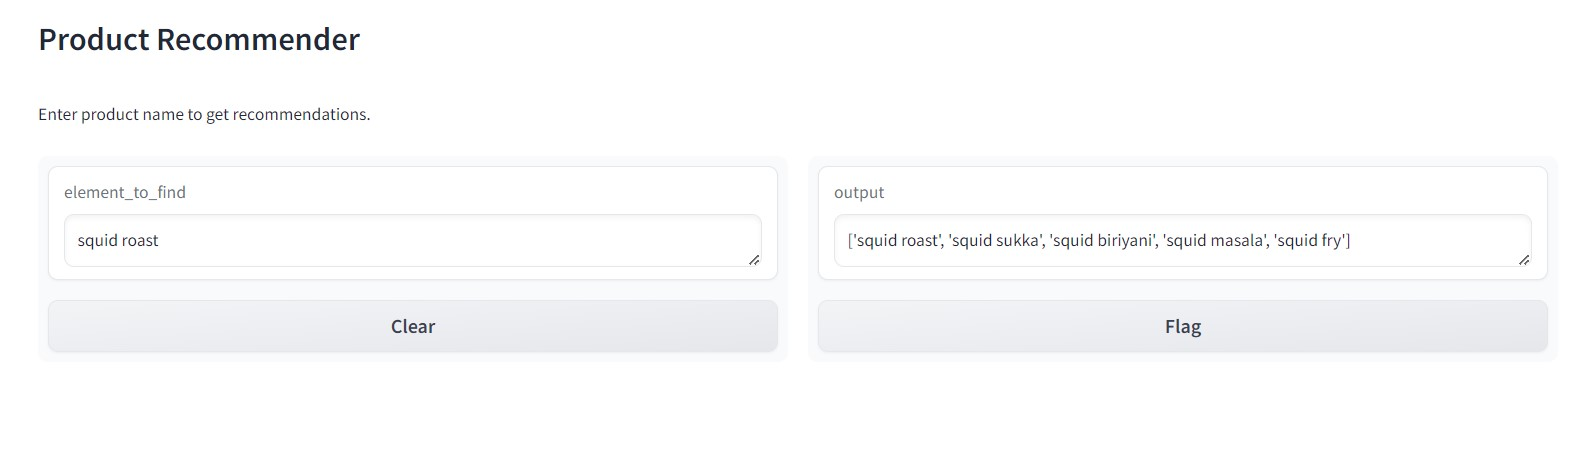 Product Recommender
Enter product name to get recommendations.
element_to_find
squid roast
Clear
output
['squid roast', 'squid sukka', 'squid biriyani', 'squid masala', 'squid fry']
Flag